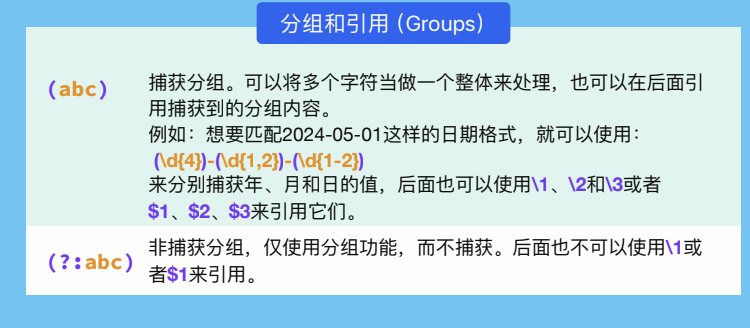 分组和引用（Groups）
(abc)
捕获分组。可以将多个字符当做一个整体来处理，也可以在后面引
用捕获到的分组内容。
例如：想要匹配2024-05-01这样的日期格式，就可以使用：
(\d{4})-(\d{1,2})-(\d{1-2})
来分别捕获年、月和日的值，后面也可以使用\1、\2和\3或者
$1、$2、$3来引用它们。
(?:abc)
非捕获分组，仅使用分组功能，而不捕获。后面也不可以使用\1或
者$1来引用。